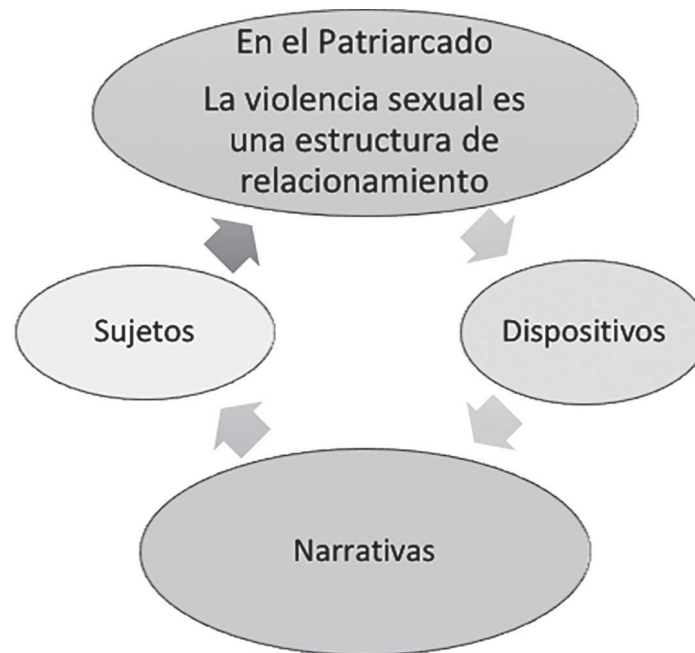 En el Patriarcado
La violencia sexual es
una estructura de
relacionamiento
Sujetos
Dispositivos
Narrativas